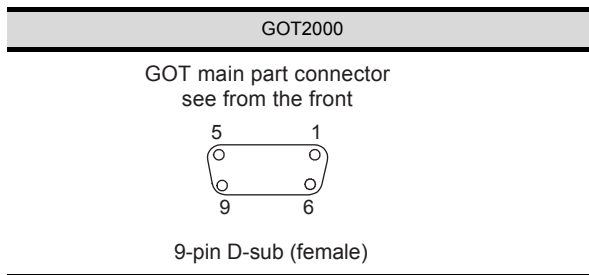 GOT2000
GOT main part connector
see from the front
5 1
9 6
9-pin D-sub (female)